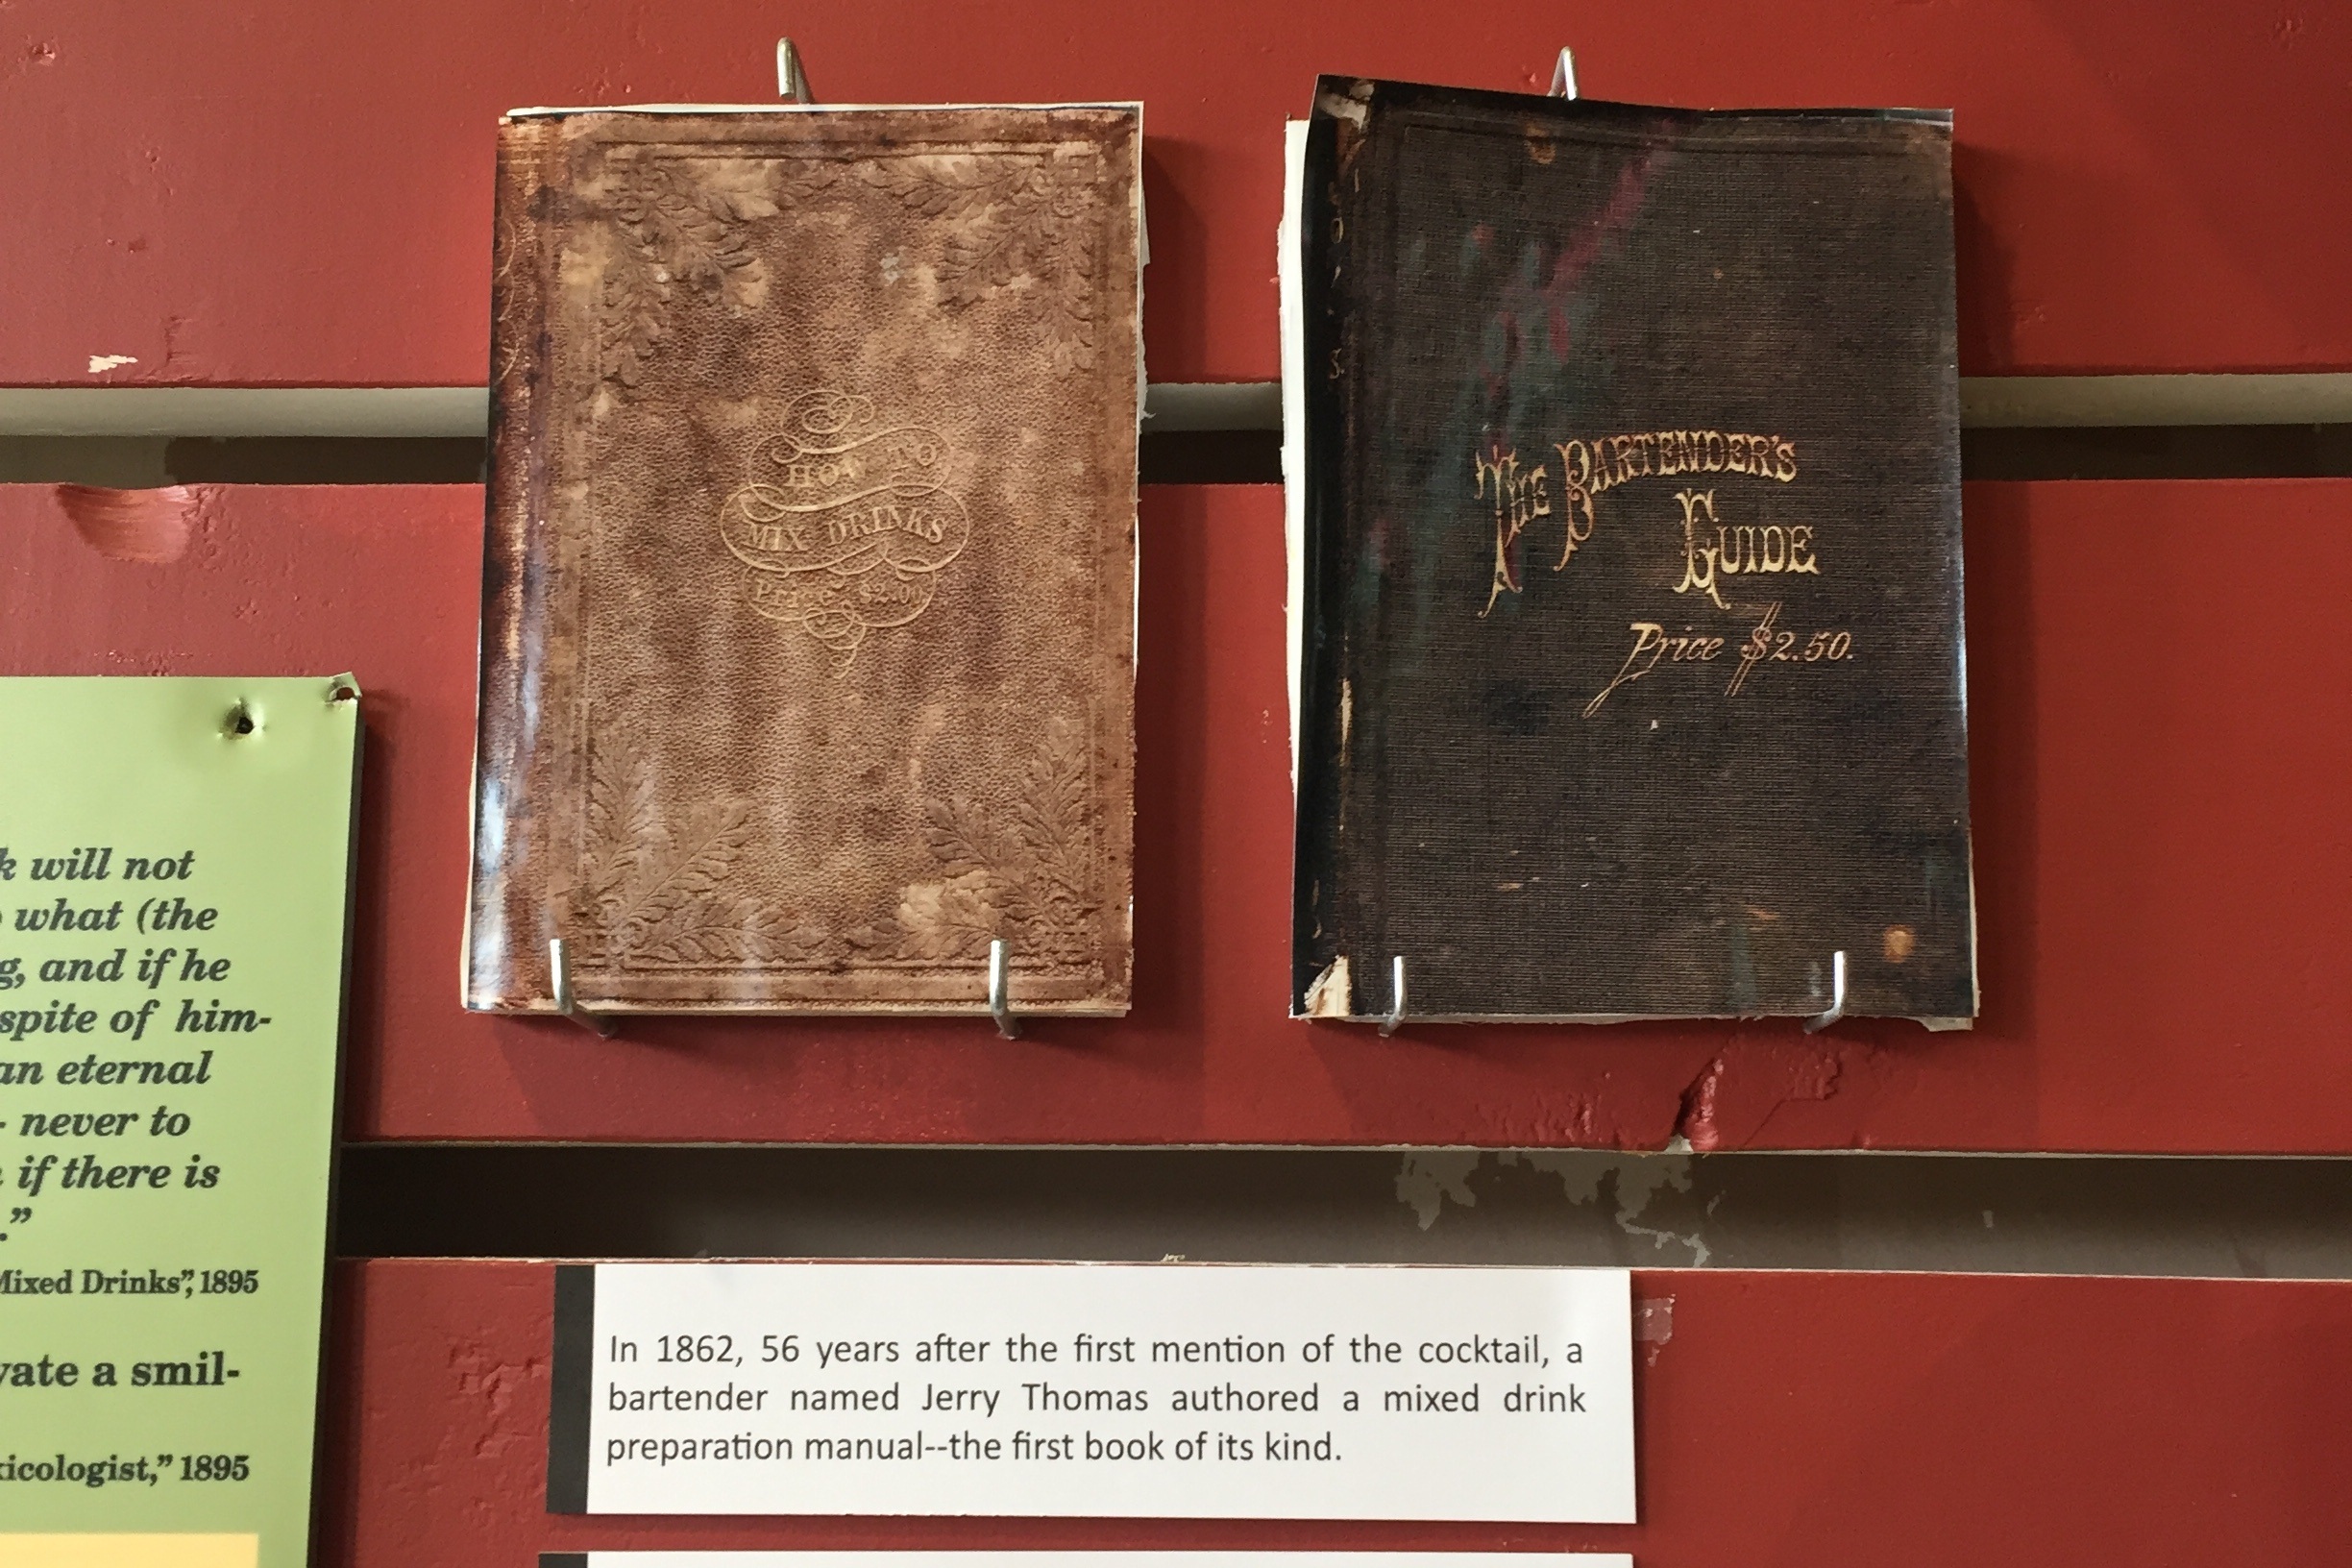 HOW TO
MIX DRINKS
Price $2.00
THE BARTENDER'S
GUIDE
Price $2.50.
will not
what (the
and if he
spite of him-
an eternal
- never to
if there is
.”
Mixed Drinks”, 1895
a smil-
1895
In 1862, 56 years after the first mention of the cocktail, a
bartender named Jerry Thomas authored a mixed drink
preparation manual--the first book of its kind.